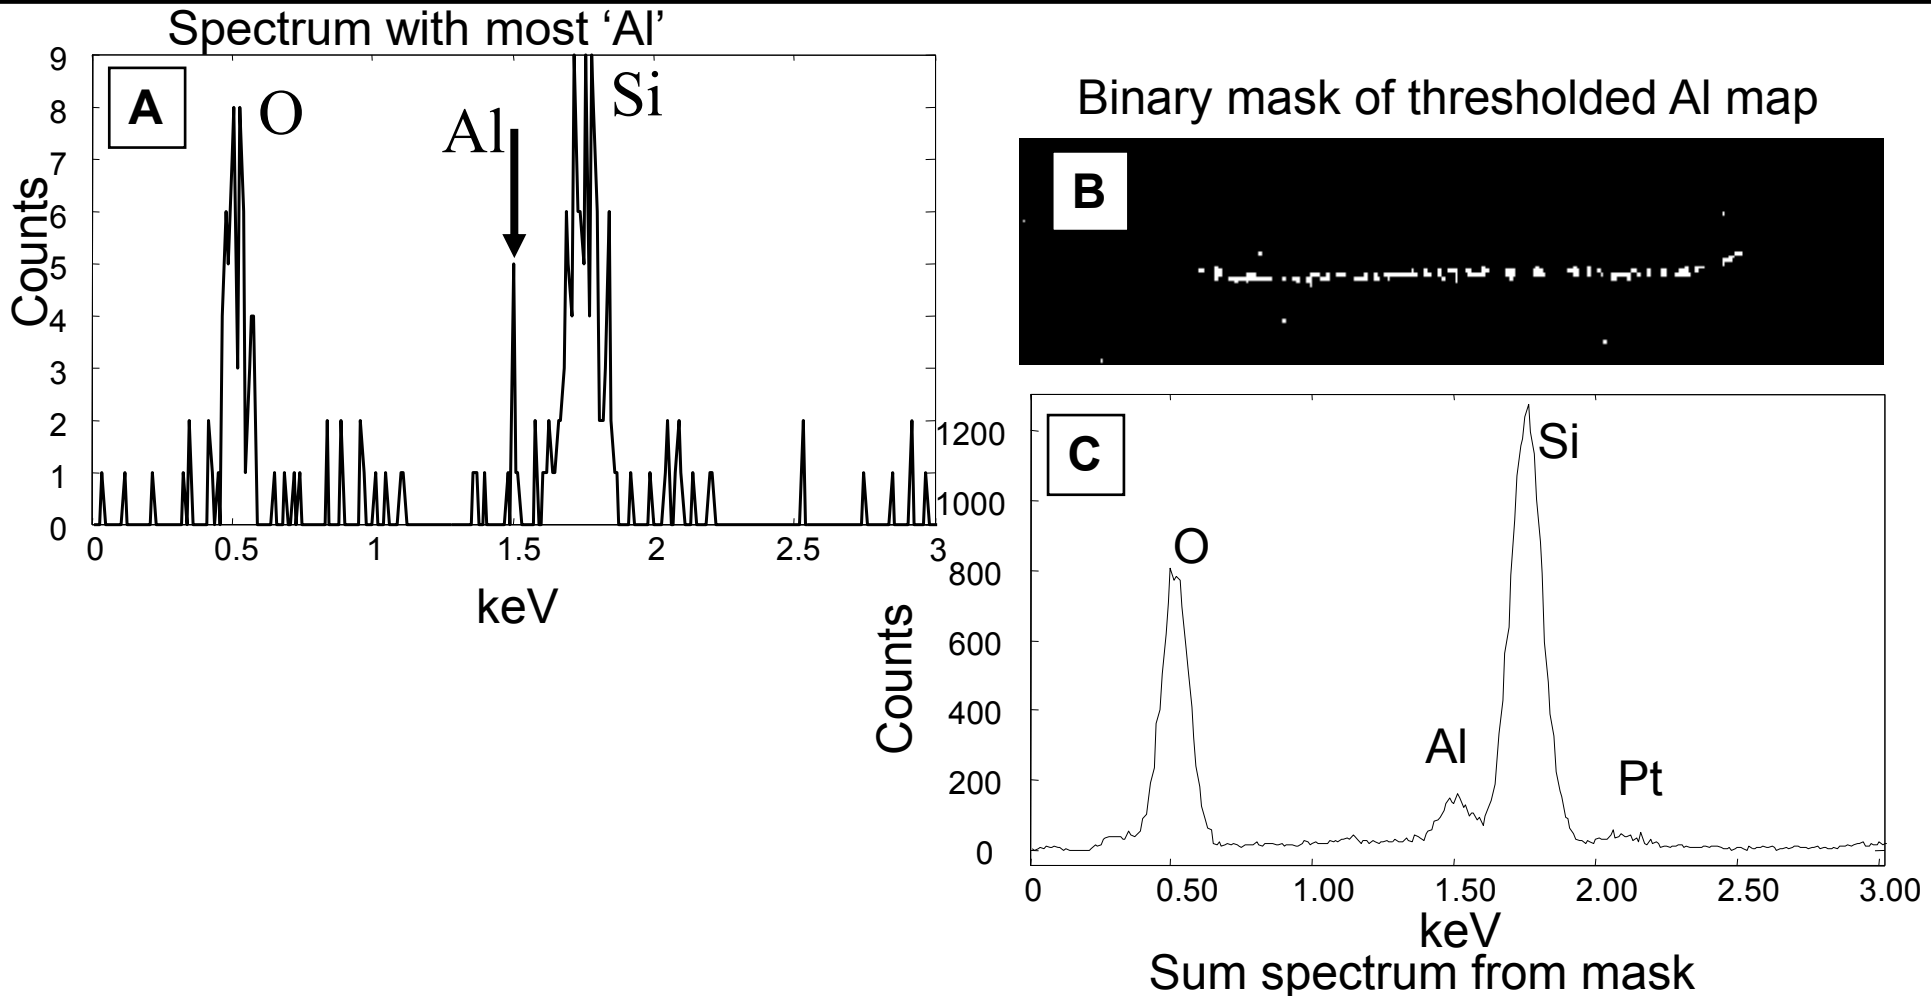 Spectrum with most ‘Al’
9
8
7
6
5
4
3
2
1
0
Counts
A
O
Al
Si
0 0.5 1 1.5 2 2.5 3
keV
Binary mask of thresholded Al map
B
1200
1000
800
600
400
200
0
Counts
C
O
Al
Si
Pt
0 0.50 1.00 1.50 2.00 2.50 3.00
keV
Sum spectrum from mask